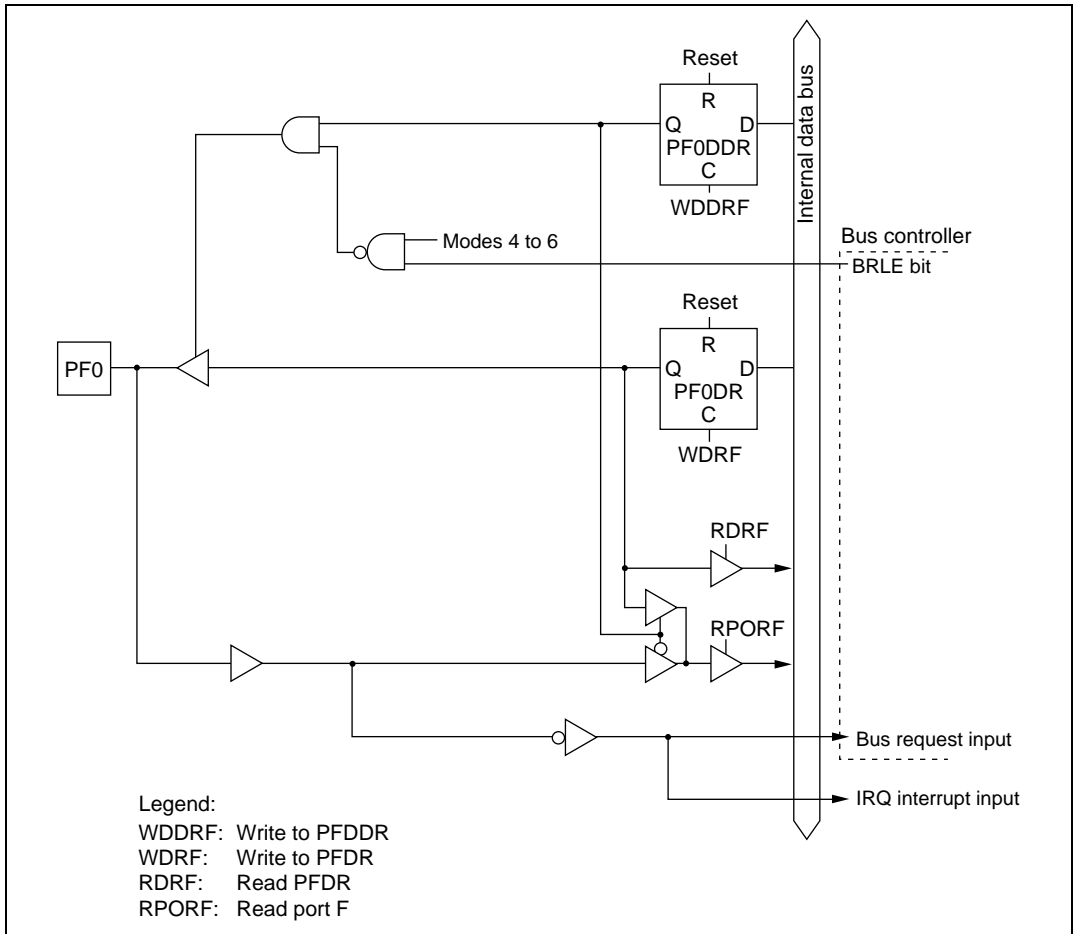 Reset
R
Q D
PF0DDR
C
WDDRF
Internal data bus
Modes 4 to 6
Bus controller
BRLE bit
Reset
R
PF0
Q D
PF0DR
C
WDRF
RDRF
RPORF
Bus request input
IRQ interrupt input
Legend:
WDDRF: Write to PFDDR
WDRF: Write to PFDR
RDRF: Read PFDR
RPORF: Read port F